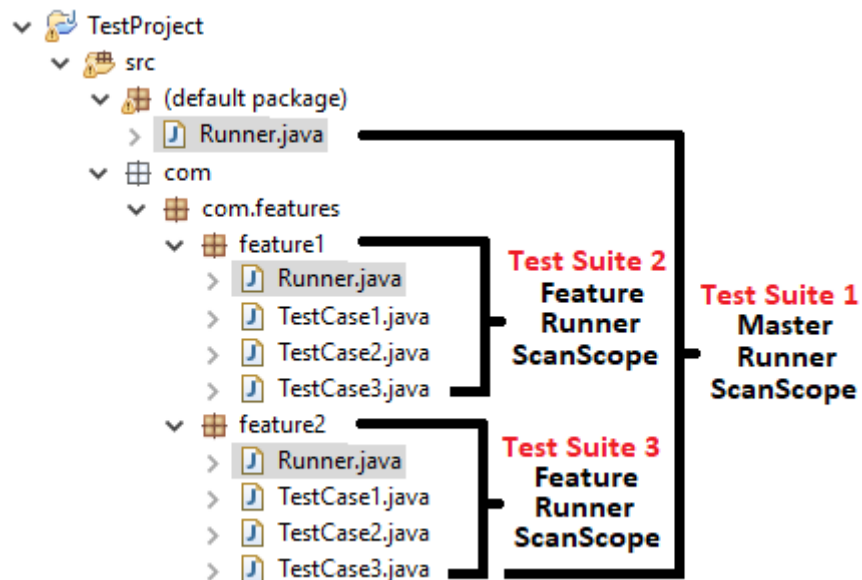 TestProject
src
(default package)
Runner.java
com
com.features
feature1
Runner.java
TestCase1.java
TestCase2.java
TestCase3.java
feature2
Runner.java
TestCase1.java
TestCase2.java
TestCase3.java
Test Suite 2
Feature
Runner
ScanScope
Test Suite 3
Feature
Runner
ScanScope
Test Suite 1
Master
Runner
ScanScope